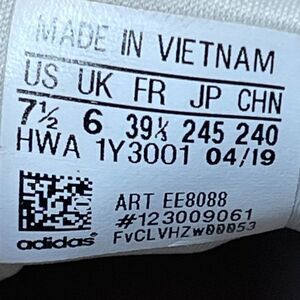 MADE IN VIETNAM
US UK FR JP CHN
7½ 6 39⅓ 245 240
HWA 1Y3001 04/19
ART EE8088
#123009061
adidas FvCLVHZw00053